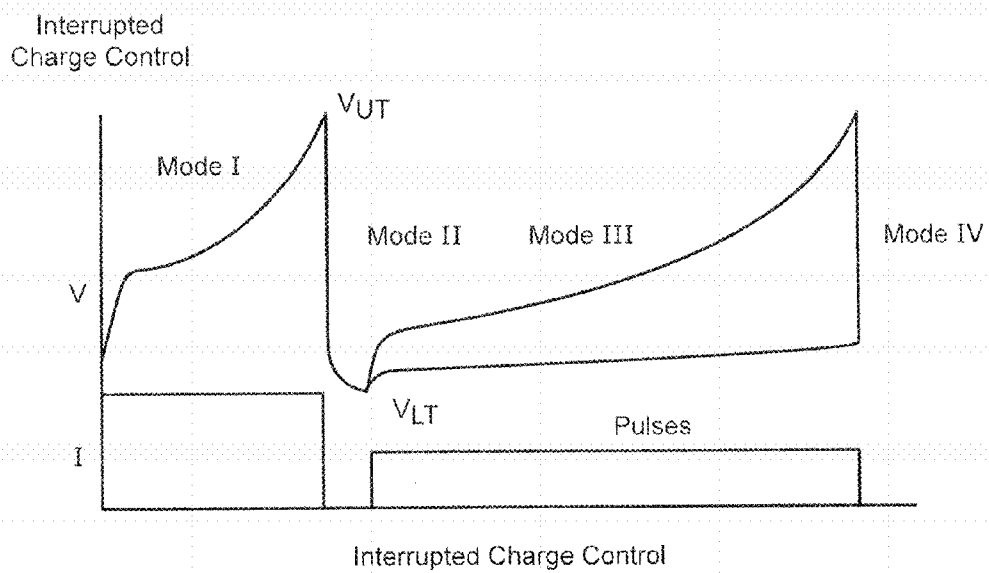 Interrupted
Charge Control
VUT
Mode I
Mode II
Mode III
Mode IV
V
VLT
Pulses
I
Interrupted Charge Control